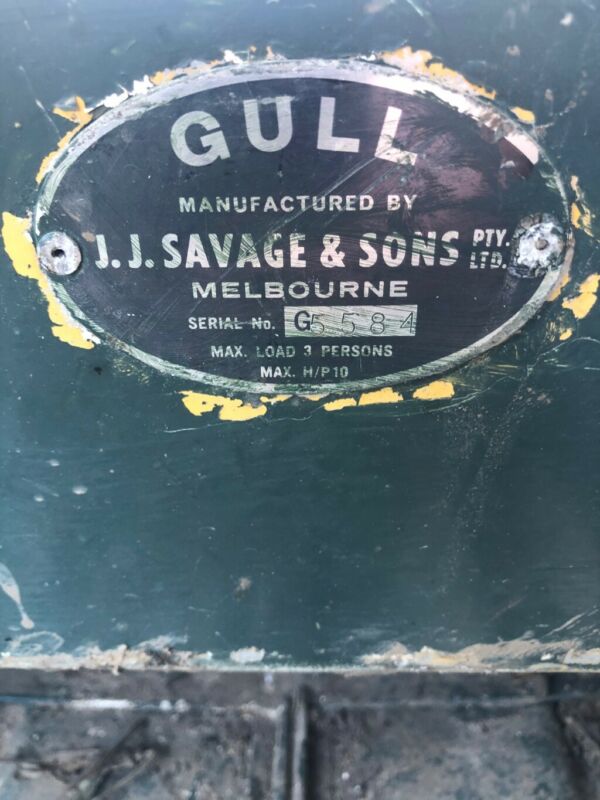 GULL
MANUFACTURED BY
J.J. SAVAGE & SONS PTY. LTD.
MELBOURNE
SERIAL No. G5584
MAX. LOAD 3 PERSONS
MAX. H/P10